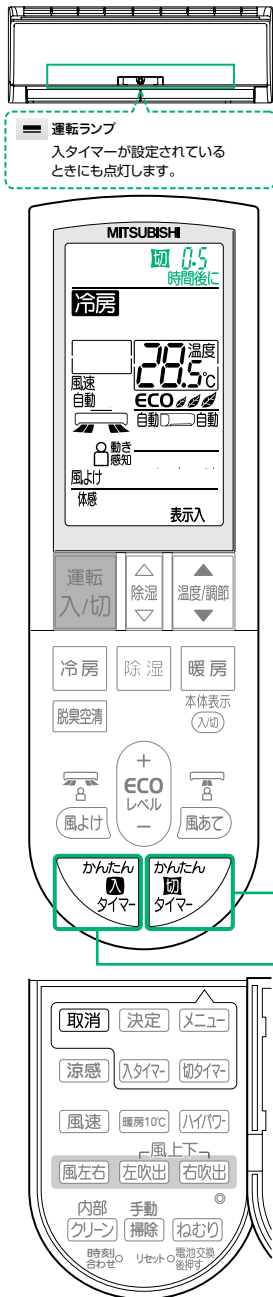 運転ランプ
入タイマーが設定されている
ときにも点灯します。
MITSUBISHI
切 0.5
時間後に
冷房
温度
28.5℃
風速
自動
ECO
自動 自動
動き
感知
風よけ
体感
表示入
運転
入/切
△
除湿
▽
▲
温度/調節
▼
冷房 除湿 暖房
脱臭空清
本体表示
入/切
+
ECO
レベル
−
風よけ
風あて
かんたん
入
タイマー
かんたん
切
タイマー
取消 決定 メニュー
涼感 入タイマー 切タイマー
風速 暖房10℃ ハイパワー
風上下
風左右 左吹出 右吹出
内部 手動
クリーン 掃除 ねむり
時刻合わせ リセット 電池交換後押す